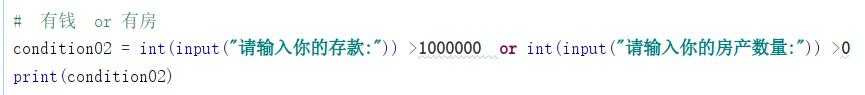 #  有钱  or 有房
condition02 = int(input("请输入你的存款:")) >1000000  or int(input("请输入你的房产数量:")) >0
print(condition02)